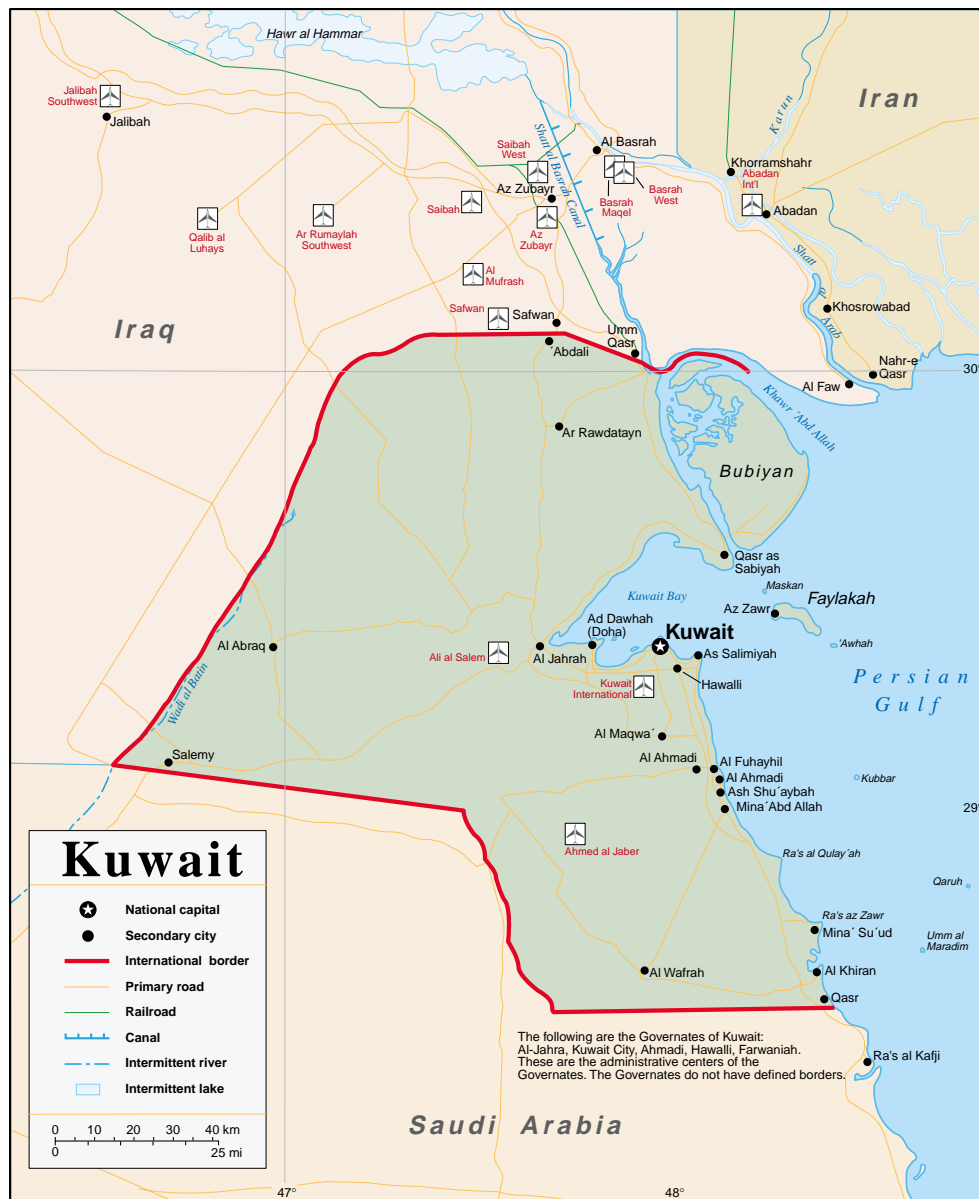 Hawr al Hammar
Iran
Karun
Jalibah
Southwest
Jalibah
Shatt al Basrah Canal
Al Basrah
Saibah
West
Khorramshahr
Abadan
Int'l
Az Zubayr
Basrah
Maqel
Basrah
West
Abadan
Saibah
Qalib al
Luhays
Ar Rumaylah
Southwest
Az
Zubayr
Shatt
al
Arab
Al
Mufrash
Khosrowabad
Iraq
Safwan
Safwan
Umm
Qasr
´Abdali
Nahr-e
Qasr
30°
Al Faw
Khawr ´Abd Allah
Ar Rawdatayn
Bubiyan
Qasr as
Sabiyah
Maskan
Kuwait Bay
Faylakah
Az Zawr
Ad Dawhah
(Doha)
Kuwait
´Awhah
Al Abraq
Ali al Salem
Al Jahrah
As Salimiyah
Hawalli
Persian
Gulf
Wadi al Batin
Kuwait
International
Al Maqwa´
Salemy
Al Ahmadi
Al Fuhayhil
Al Ahmadi
Kubbar
Ash Shu´aybah
Mina´Abd Allah
29°
Ahmed al Jaber
Ra's al Qulay´ah
Qaruh
Ra's az Zawr
Mina´ Su´ud
Umm al
Maradim
Al Wafrah
Al Khiran
Qasr
Kuwait
National capital
Secondary city
International border
Primary road
Railroad
Canal
Intermittent river
Intermittent lake
0 10 20 30 40 km
0 25 mi
The following are the Governates of Kuwait:
Al-Jahra, Kuwait City, Ahmadi, Hawalli, Farwaniah.
These are the administrative centers of the
Governates. The Governates do not have defined borders.
Ra's al Kafji
Saudi Arabia
47°
48°